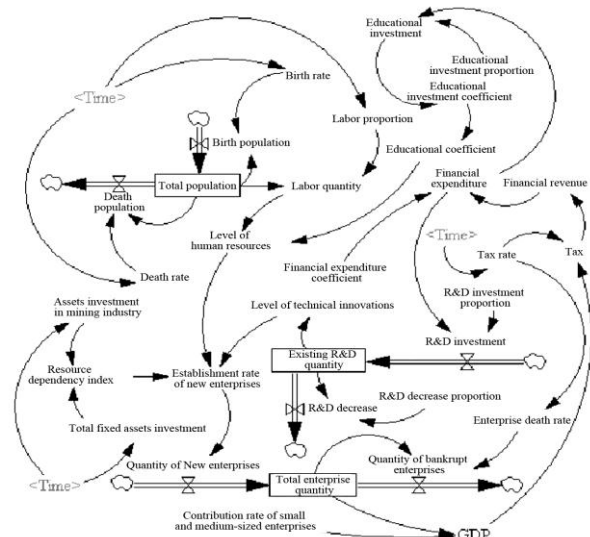 Educational
investment
Educational
investment proportion
Birth rate
Educational
investment coefficient
<Time>
Labor proportion
Birth population
Educational coefficient
Total population
Labor quantity
Financial
expenditure
Financial revenue
Death
population
Level of
human resources
<Time>
Tax rate
Tax
Death rate
Financial expenditure
coefficient
Assets investment
in mining industry
Level of technical innovations
R&D investment
proportion
R&D investment
Existing R&D
quantity
Resource
dependency index
Establishment rate
of new enterprises
R&D decrease
R&D decrease proportion
Total fixed assets investment
Enterprise death rate
Quantity of New enterprises
Quantity of bankrupt
enterprises
<Time>
Total enterprise
quantity
Contribution rate of small
and medium-sized enterprises
GDP